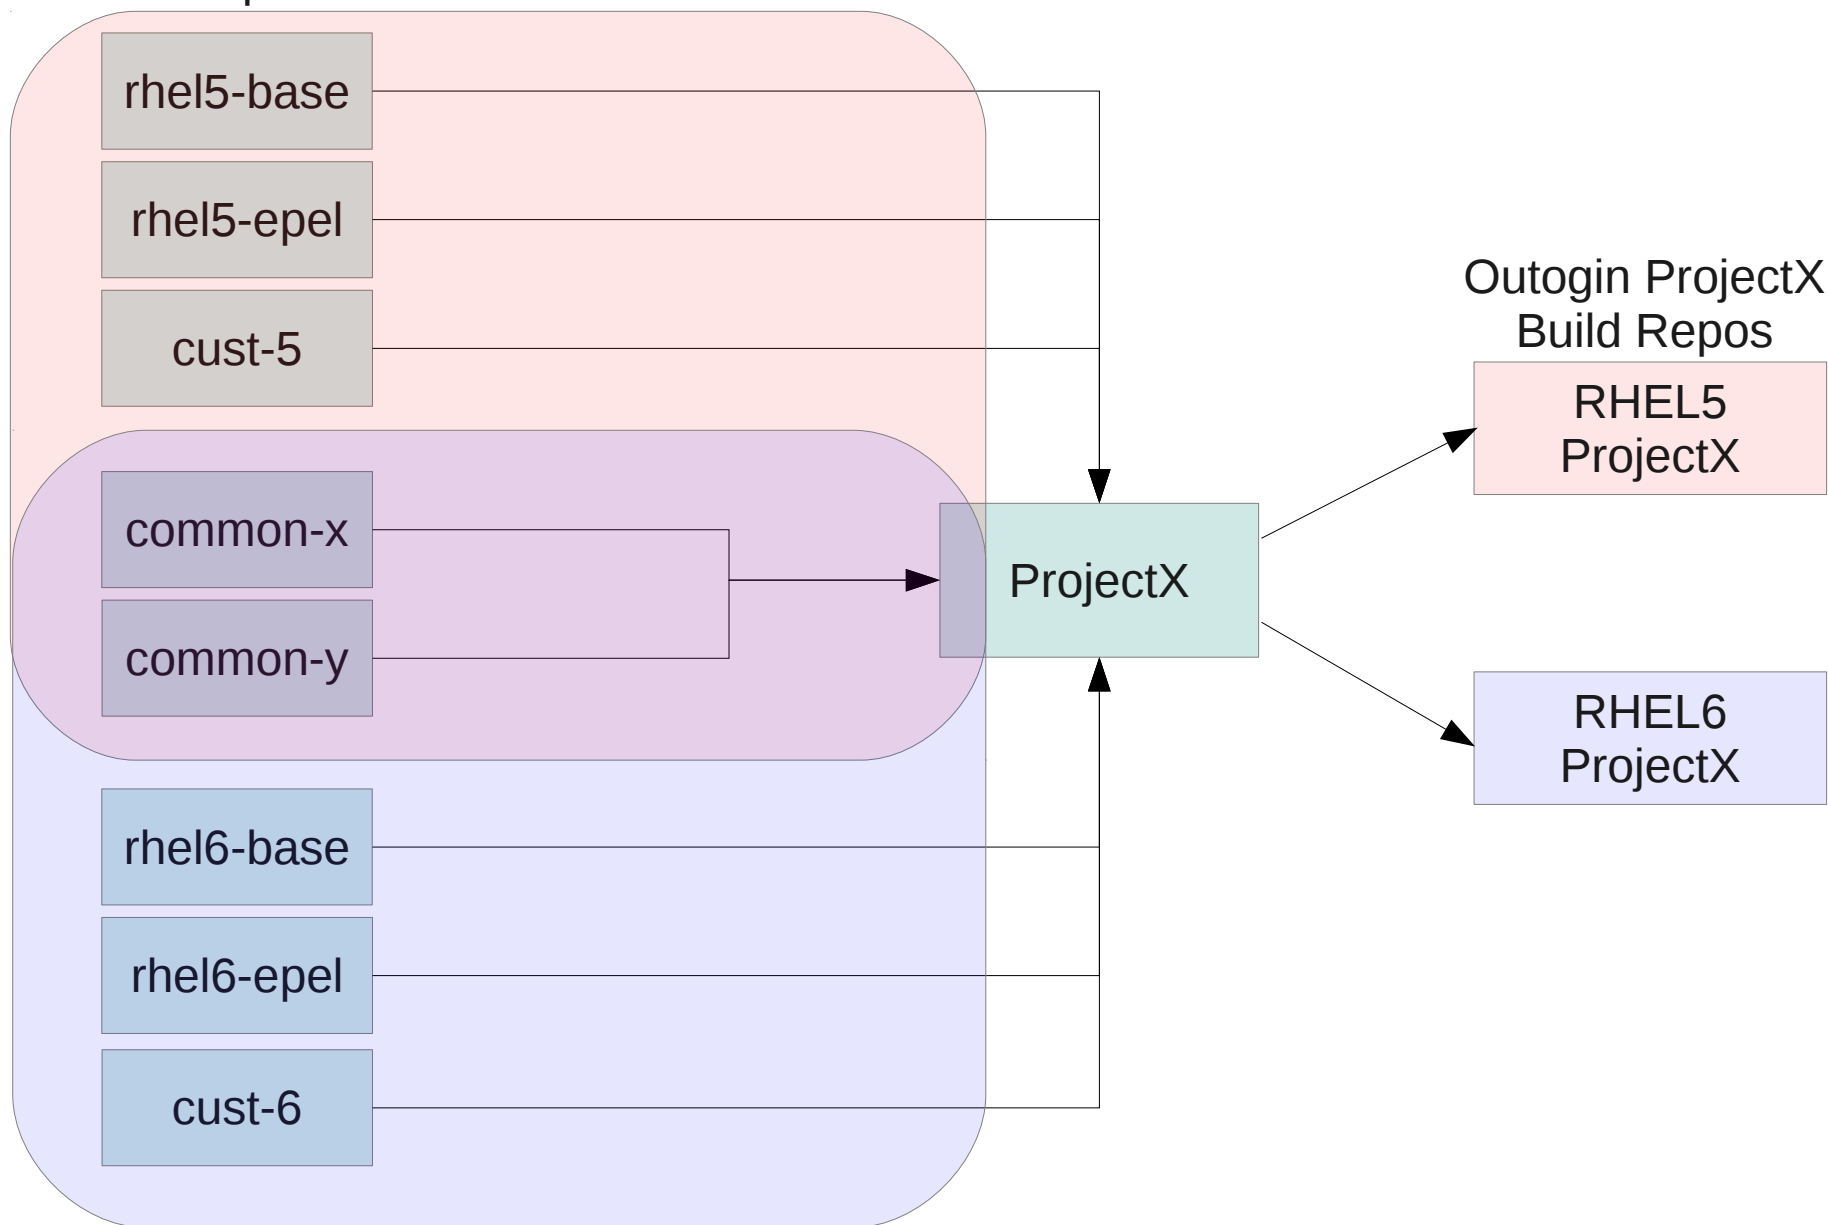 rhel5-base
rhel5-epel
cust-5
common-x
common-y
rhel6-base
rhel6-epel
cust-6
ProjectX
Outogin ProjectX
Build Repos
RHEL5
ProjectX
RHEL6
ProjectX